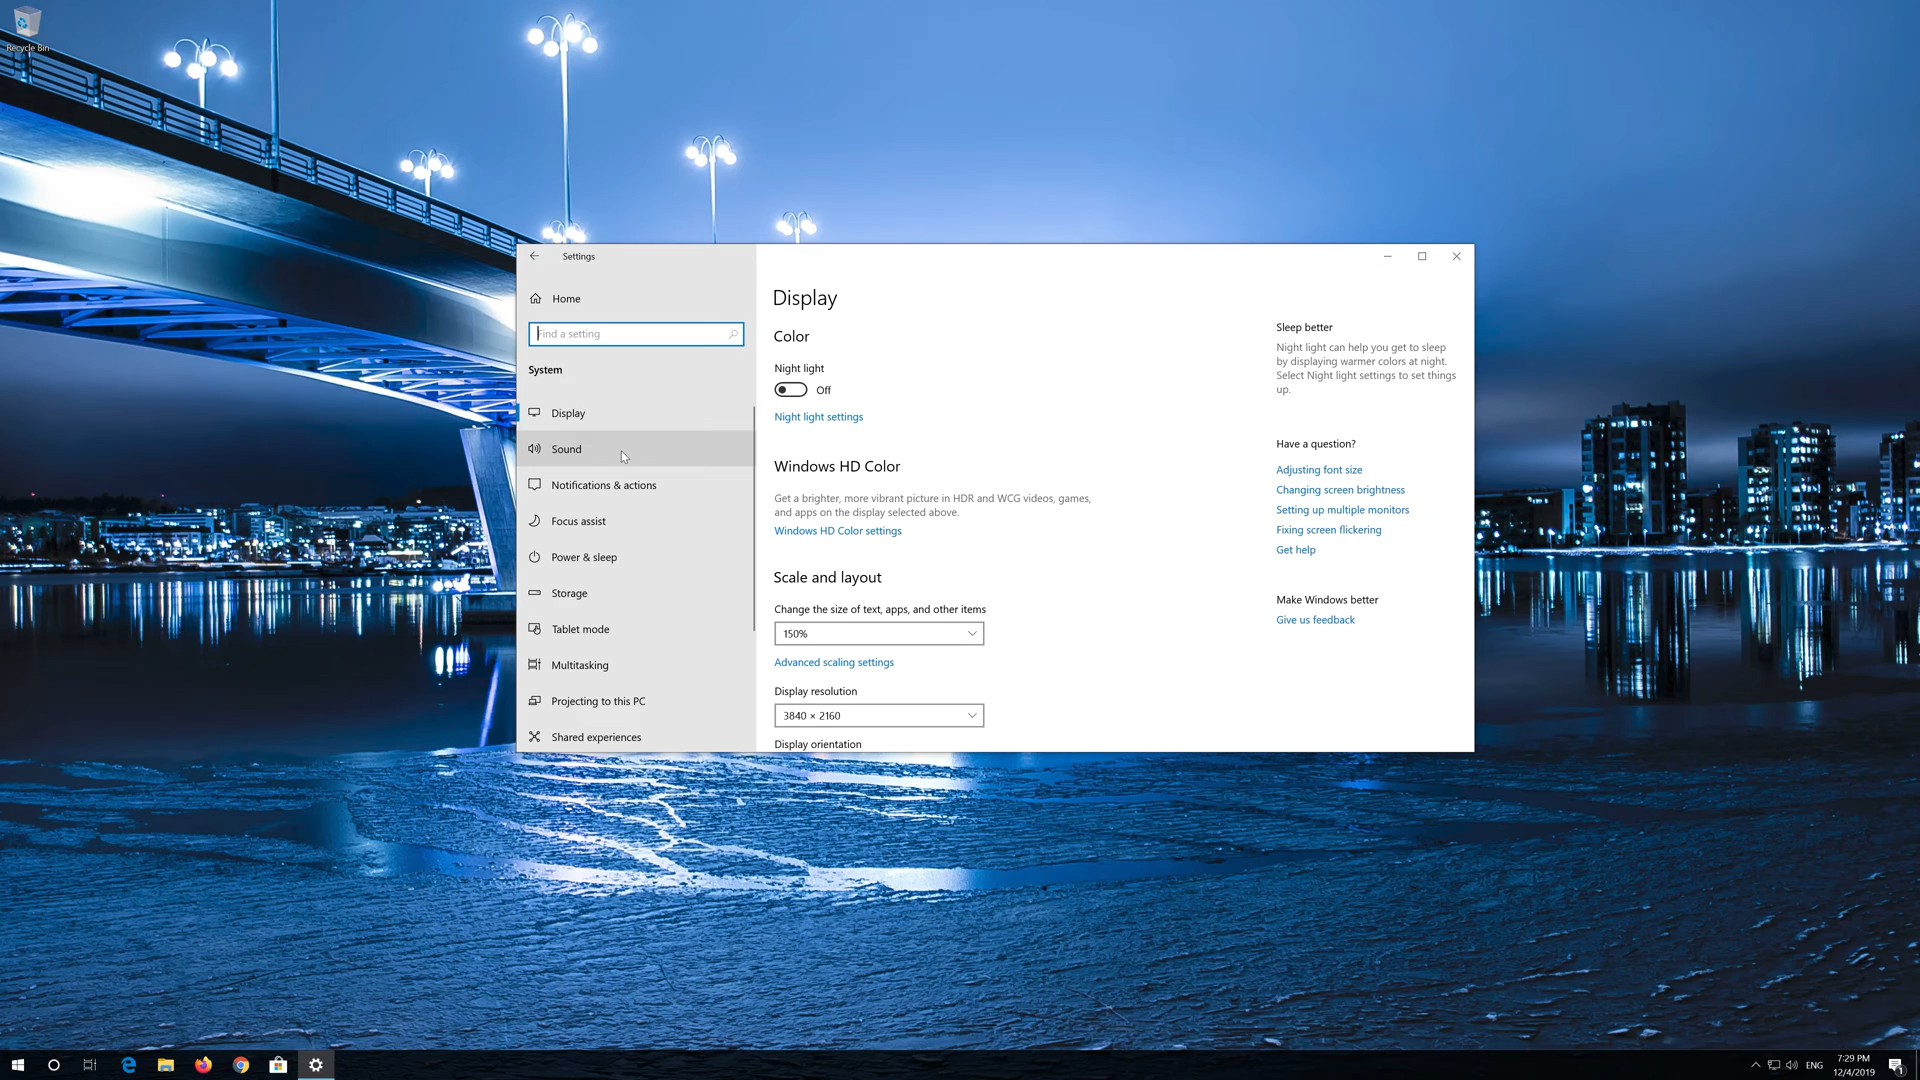 Recycle Bin
Settings
Home
Find a setting
System
Display
Sound
Notifications & actions
Focus assist
Power & sleep
Storage
Tablet mode
Multitasking
Projecting to this PC
Shared experiences
Display
Color
Night light
Off
Night light settings
Windows HD Color
Get a brighter, more vibrant picture in HDR and WCG videos, games,
and apps on the display selected above.
Windows HD Color settings
Scale and layout
Change the size of text, apps, and other items
150%
Advanced scaling settings
Display resolution
3840 × 2160
Display orientation
Sleep better
Night light can help you get to sleep
by displaying warmer colors at night.
Select Night light settings to set things
up.
Have a question?
Adjusting font size
Changing screen brightness
Setting up multiple monitors
Fixing screen flickering
Get help
Make Windows better
Give us feedback
ENG
7:29 PM
12/4/2019
1